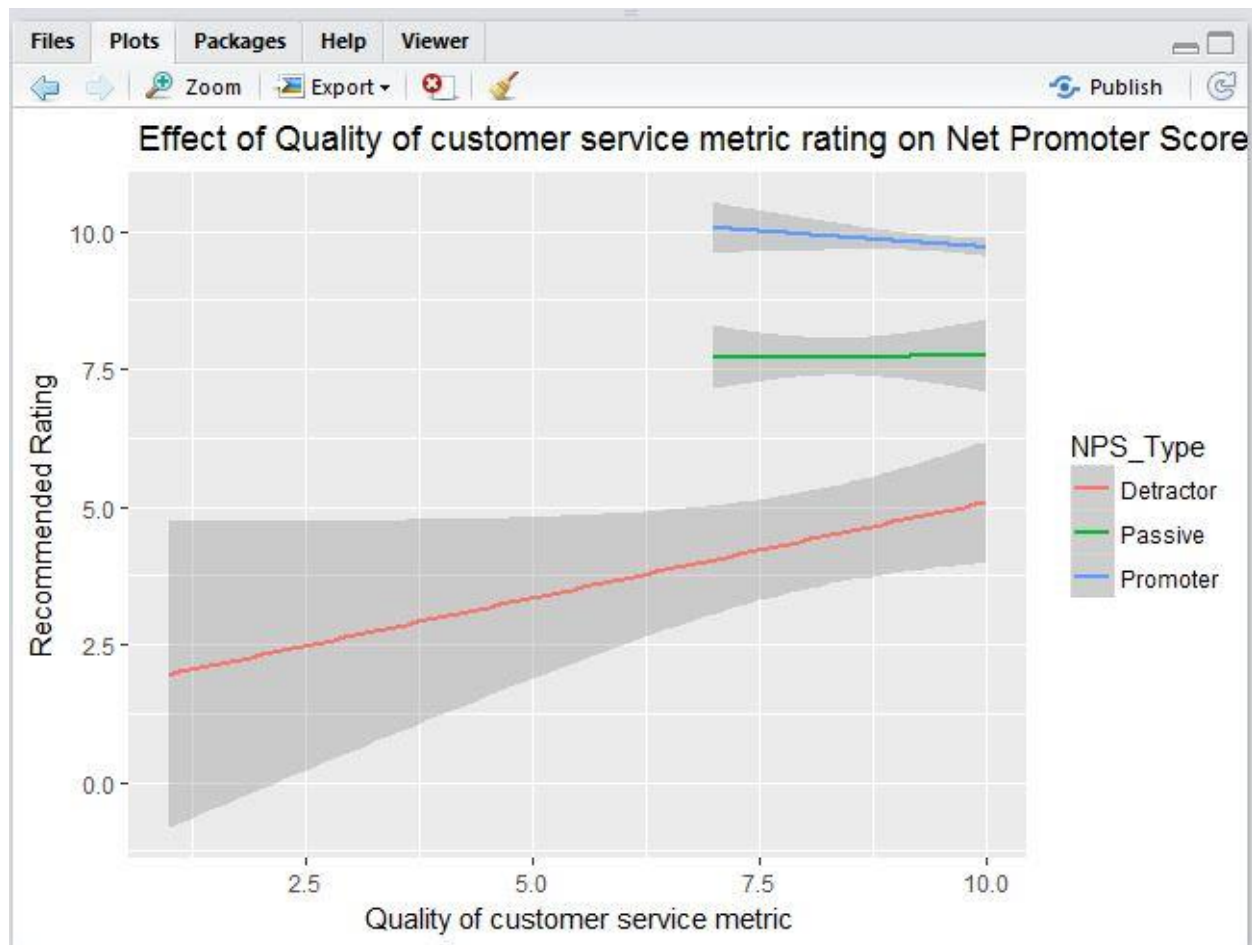 Files Plots Packages Help Viewer
Zoom Export Publish
Effect of Quality of customer service metric rating on Net Promoter Score
10.0
7.5
5.0
2.5
0.0
Recommended Rating
2.5 5.0 7.5 10.0
Quality of customer service metric
NPS_Type
Detractor
Passive
Promoter